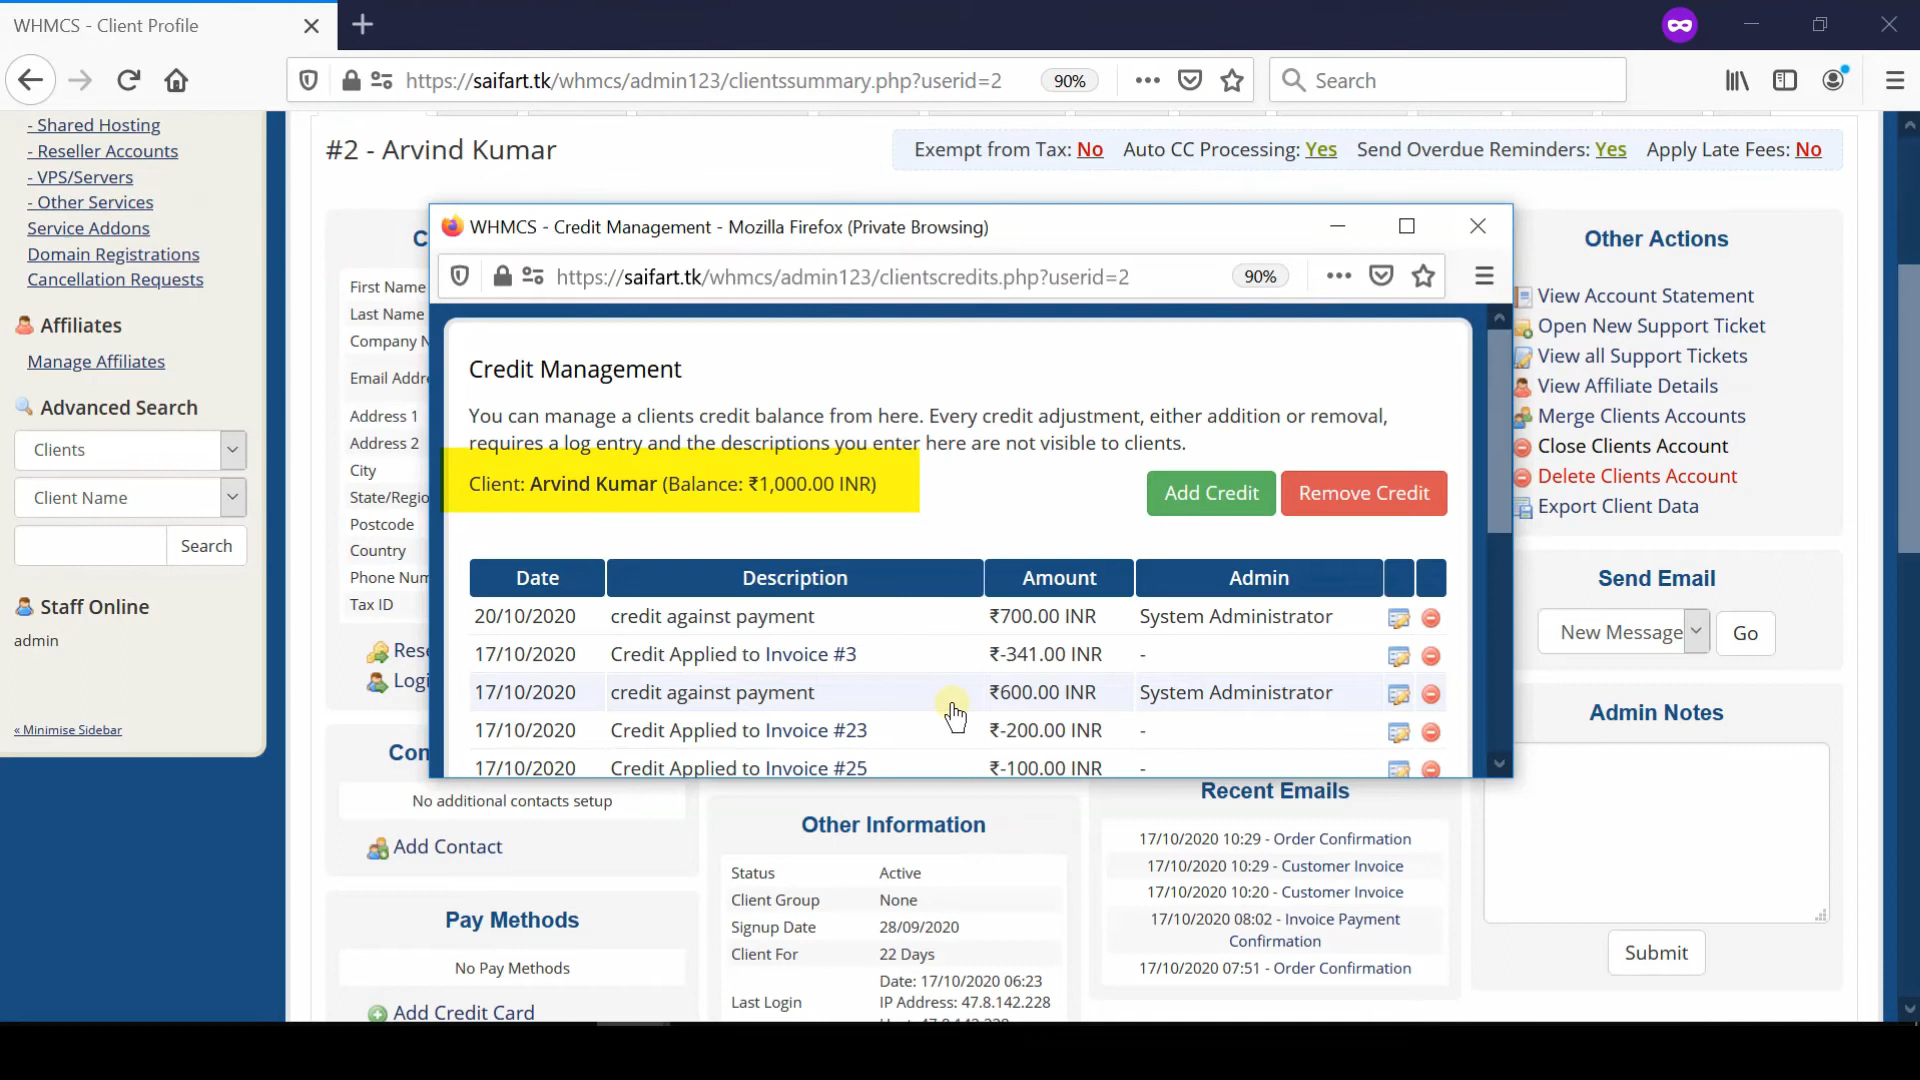 WHMCS - Client Profile
https://saifart.tk/whmcs/admin123/clientssummary.php?userid=2
90%
Search
- Shared Hosting
- Reseller Accounts
- VPS/Servers
- Other Services
Service Addons
Domain Registrations
Cancellation Requests
Affiliates
Manage Affiliates
Advanced Search
Clients
Client Name
Search
Staff Online
admin
« Minimise Sidebar
#2 - Arvind Kumar
Exempt from Tax: No Auto CC Processing: Yes Send Overdue Reminders: Yes Apply Late Fees: No
First Name
Last Name
Company N
Email Addre
Address 1
Address 2
City
State/Regio
Postcode
Country
Phone Num
Tax ID
Rese
Logi
Con
No additional contacts setup
Add Contact
Pay Methods
No Pay Methods
Add Credit Card
WHMCS - Credit Management - Mozilla Firefox (Private Browsing)
https://saifart.tk/whmcs/admin123/clientscredits.php?userid=2
90%
Credit Management
You can manage a clients credit balance from here. Every credit adjustment, either addition or removal,
requires a log entry and the descriptions you enter here are not visible to clients.
Client: Arvind Kumar (Balance: ₹1,000.00 INR)
Add Credit
Remove Credit
Date Description Amount Admin
20/10/2020 credit against payment ₹700.00 INR System Administrator
17/10/2020 Credit Applied to Invoice #3 ₹-341.00 INR -
17/10/2020 credit against payment ₹600.00 INR System Administrator
17/10/2020 Credit Applied to Invoice #23 ₹-200.00 INR -
17/10/2020 Credit Applied to Invoice #25 ₹-100.00 INR -
Other Information
Status Active
Client Group None
Signup Date 28/09/2020
Client For 22 Days
Date: 17/10/2020 06:23
Last Login IP Address: 47.8.142.228
Recent Emails
17/10/2020 10:29 - Order Confirmation
17/10/2020 10:29 - Customer Invoice
17/10/2020 10:20 - Customer Invoice
17/10/2020 08:02 - Invoice Payment
Confirmation
17/10/2020 07:51 - Order Confirmation
Other Actions
View Account Statement
Open New Support Ticket
View all Support Tickets
View Affiliate Details
Merge Clients Accounts
Close Clients Account
Delete Clients Account
Export Client Data
Send Email
New Message
Go
Admin Notes
Submit